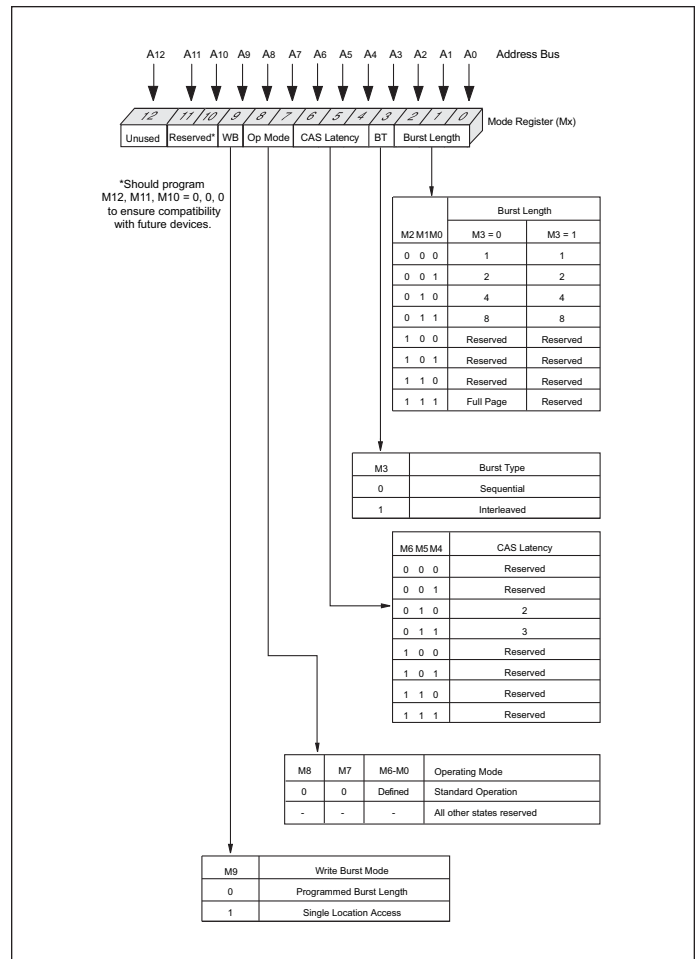 A12 A11 A10 A9 A8 A7 A6 A5 A4 A3 A2 A1 A0 Address Bus
12 11 10 9 8 7 6 5 4 3 2 1 0
Mode Register (Mx)
Unused Reserved* WB Op Mode CAS Latency BT Burst Length
*Should program
M12, M11, M10 = 0, 0, 0
to ensure compatibility
with future devices.
Burst Length
M2 M1 M0 M3 = 0 M3 = 1
0 0 0 1 1
0 0 1 2 2
0 1 0 4 4
0 1 1 8 8
1 0 0 Reserved Reserved
1 0 1 Reserved Reserved
1 1 0 Reserved Reserved
1 1 1 Full Page Reserved
M3 Burst Type
0 Sequential
1 Interleaved
M6 M5 M4 CAS Latency
0 0 0 Reserved
0 0 1 Reserved
0 1 0 2
0 1 1 3
1 0 0 Reserved
1 0 1 Reserved
1 1 0 Reserved
1 1 1 Reserved
M8 M7 M6-M0 Operating Mode
0 0 Defined Standard Operation
- - - All other states reserved
M9 Write Burst Mode
0 Programmed Burst Length
1 Single Location Access